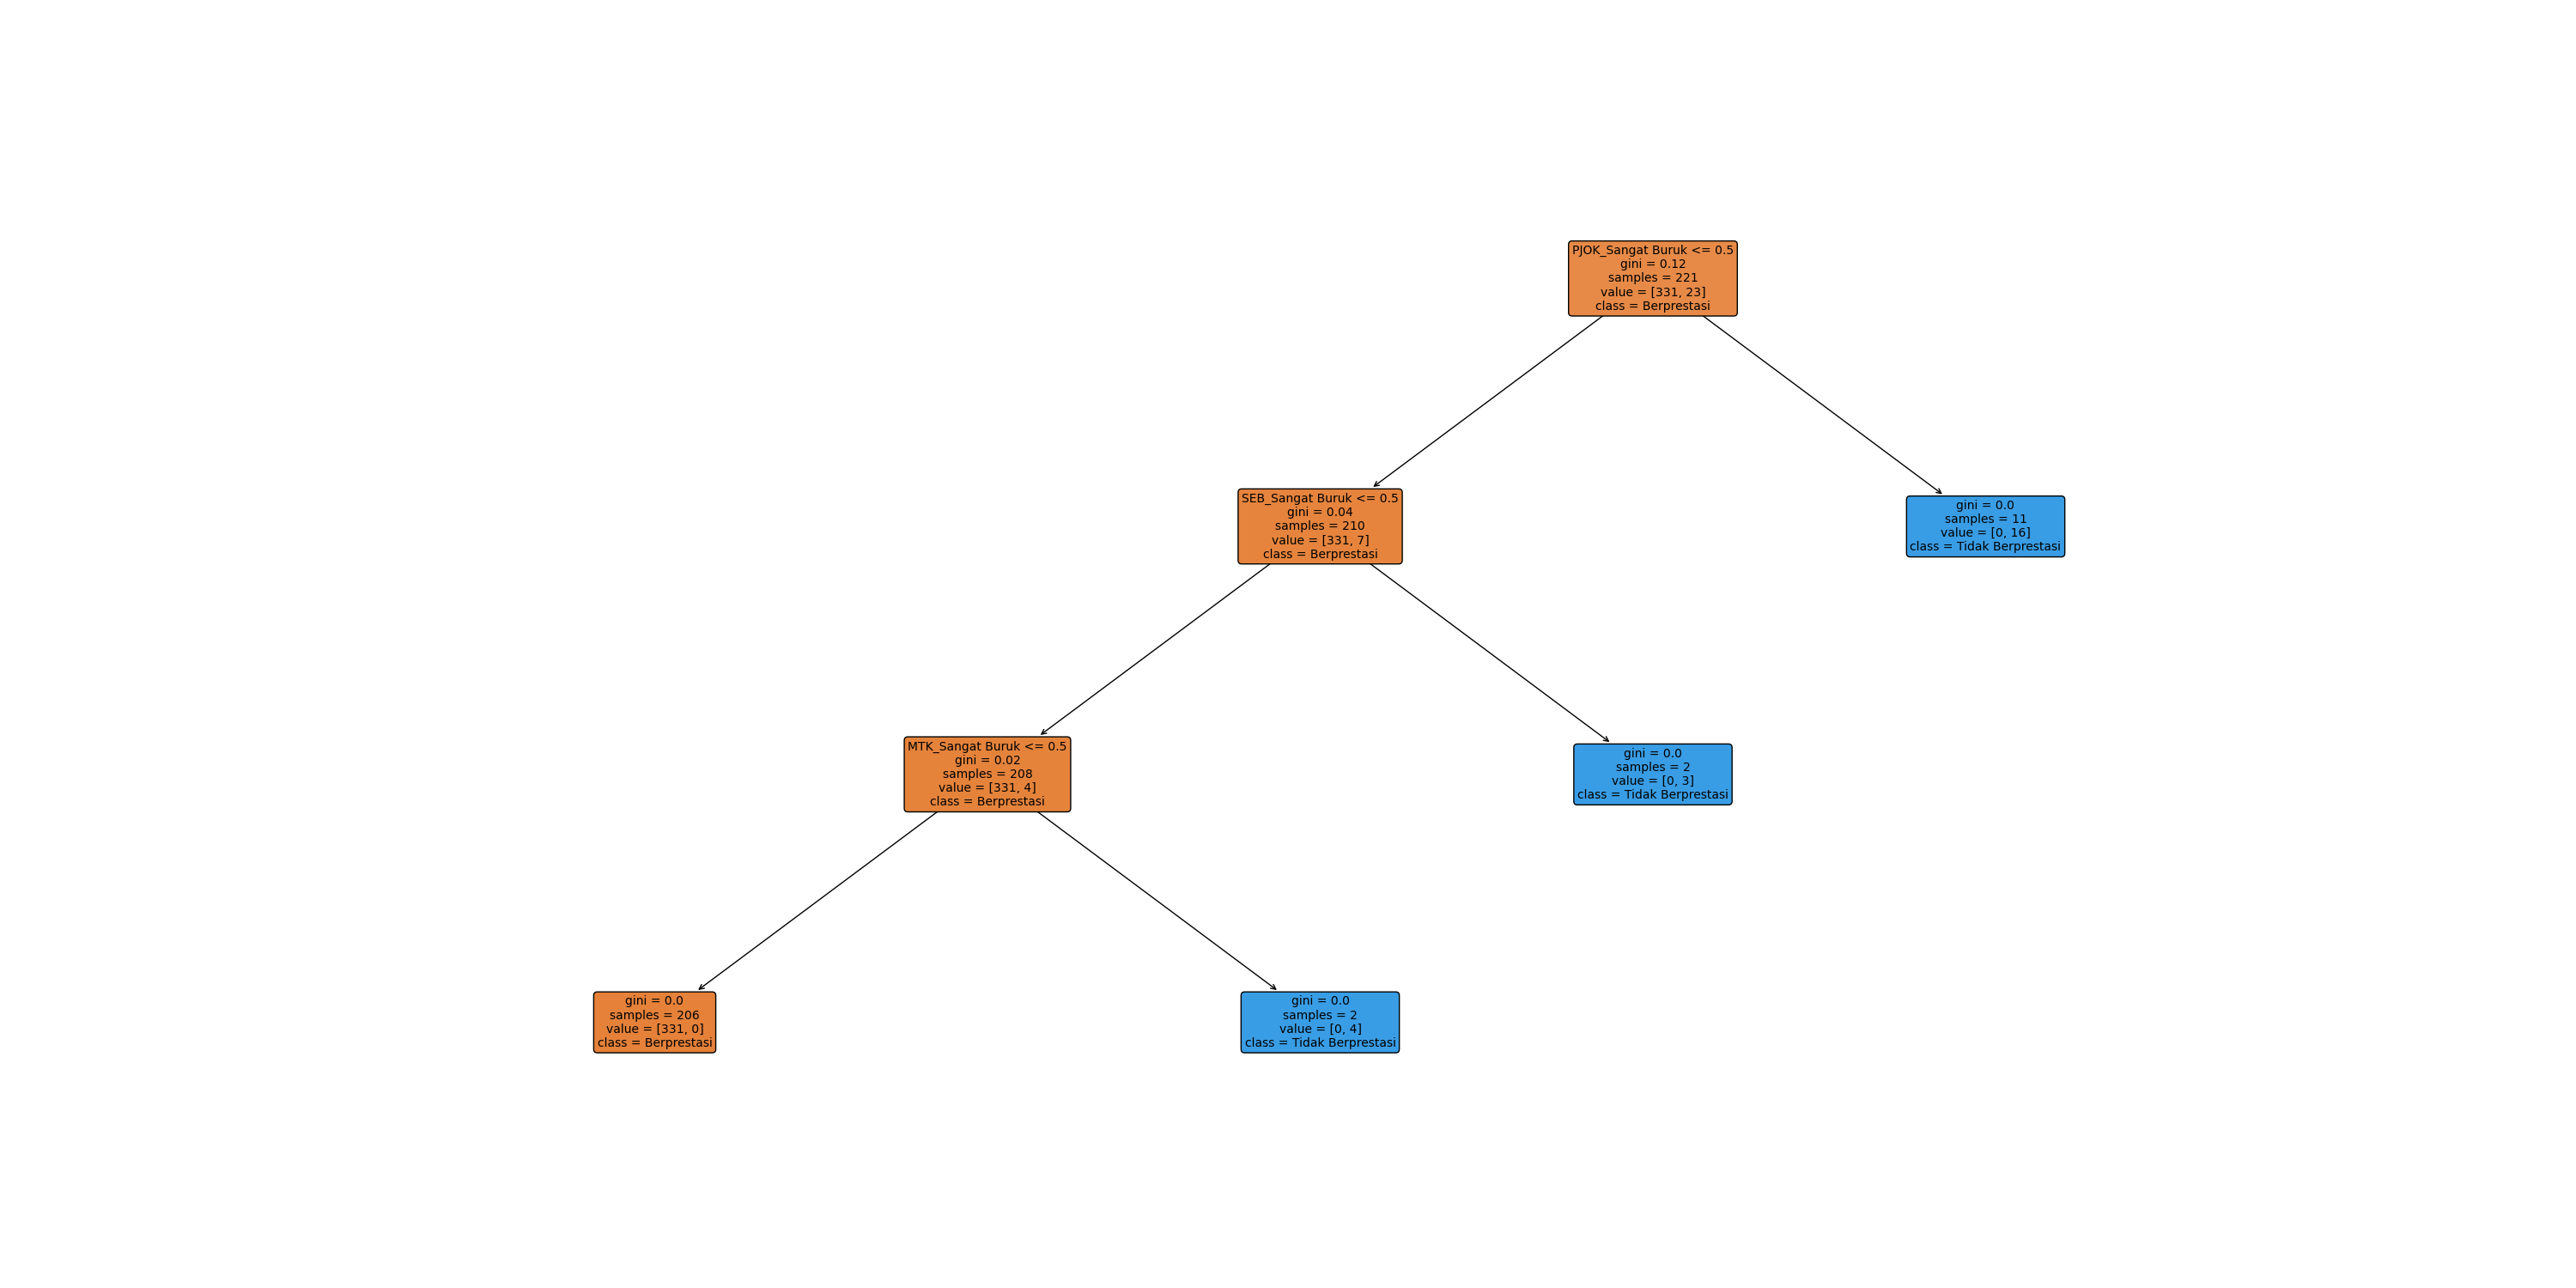 PJOK_Sangat Buruk <= 0.5
gini = 0.12
samples = 221
value = [331, 23]
class = Berprestasi
SEB_Sangat Buruk <= 0.5
gini = 0.04
samples = 210
value = [331, 7]
class = Berprestasi
gini = 0.0
samples = 11
value = [0, 16]
class = Tidak Berprestasi
MTK_Sangat Buruk <= 0.5
gini = 0.02
samples = 208
value = [331, 4]
class = Berprestasi
gini = 0.0
samples = 2
value = [0, 3]
class = Tidak Berprestasi
gini = 0.0
samples = 206
value = [331, 0]
class = Berprestasi
gini = 0.0
samples = 2
value = [0, 4]
class = Tidak Berprestasi